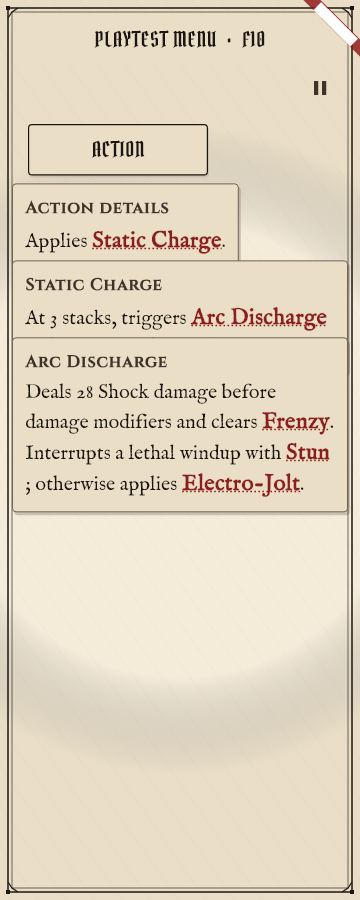 PLAYTEST MENU · F10
ACTION
ACTION DETAILS
Applies Static Charge.
STATIC CHARGE
At 3 stacks, triggers Arc Discharge
ARC DISCHARGE
Deals 28 Shock damage before
damage modifiers and clears Frenzy.
Interrupts a lethal windup with Stun
; otherwise applies Electro-Jolt.